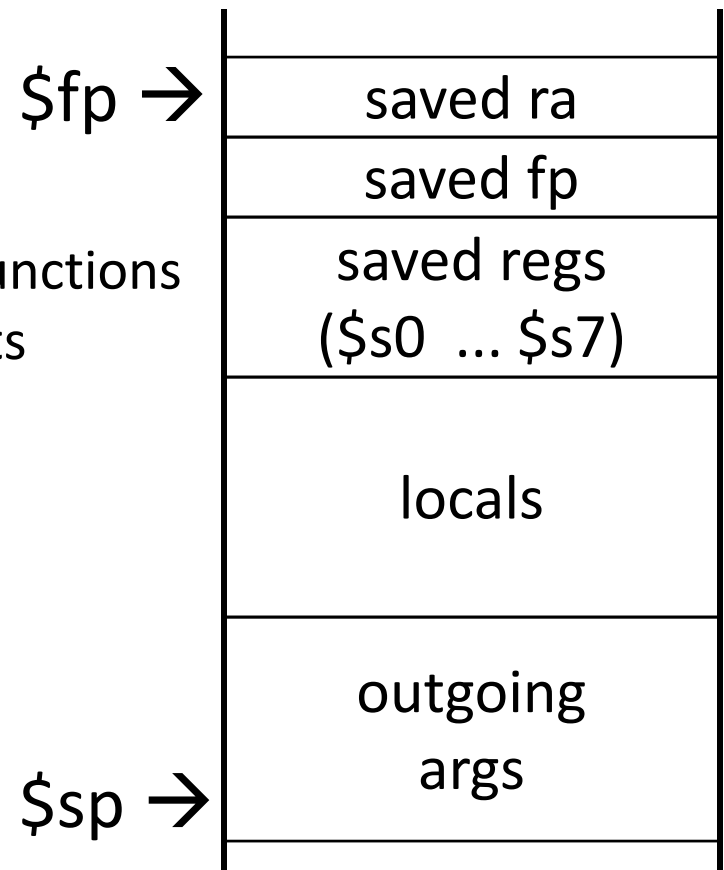 $fp → saved ra
saved fp
saved regs
($s0 ... $s7)
locals
outgoing
args
$sp →